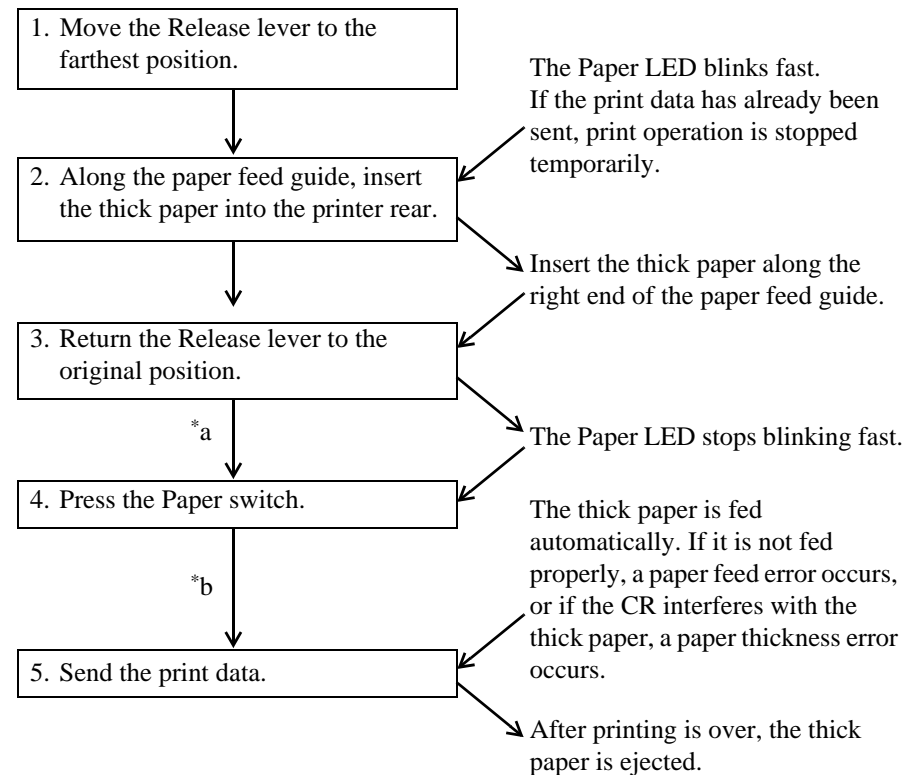 1. Move the Release lever to the
farthest position.
The Paper LED blinks fast.
If the print data has already been
sent, print operation is stopped
temporarily.
2. Along the paper feed guide, insert
the thick paper into the printer rear.
Insert the thick paper along the
right end of the paper feed guide.
3. Return the Release lever to the
original position.
*a
The Paper LED stops blinking fast.
4. Press the Paper switch.
The thick paper is fed
automatically. If it is not fed
properly, a paper feed error occurs,
or if the CR interferes with the
thick paper, a paper thickness error
occurs.
*b
5. Send the print data.
After printing is over, the thick
paper is ejected.